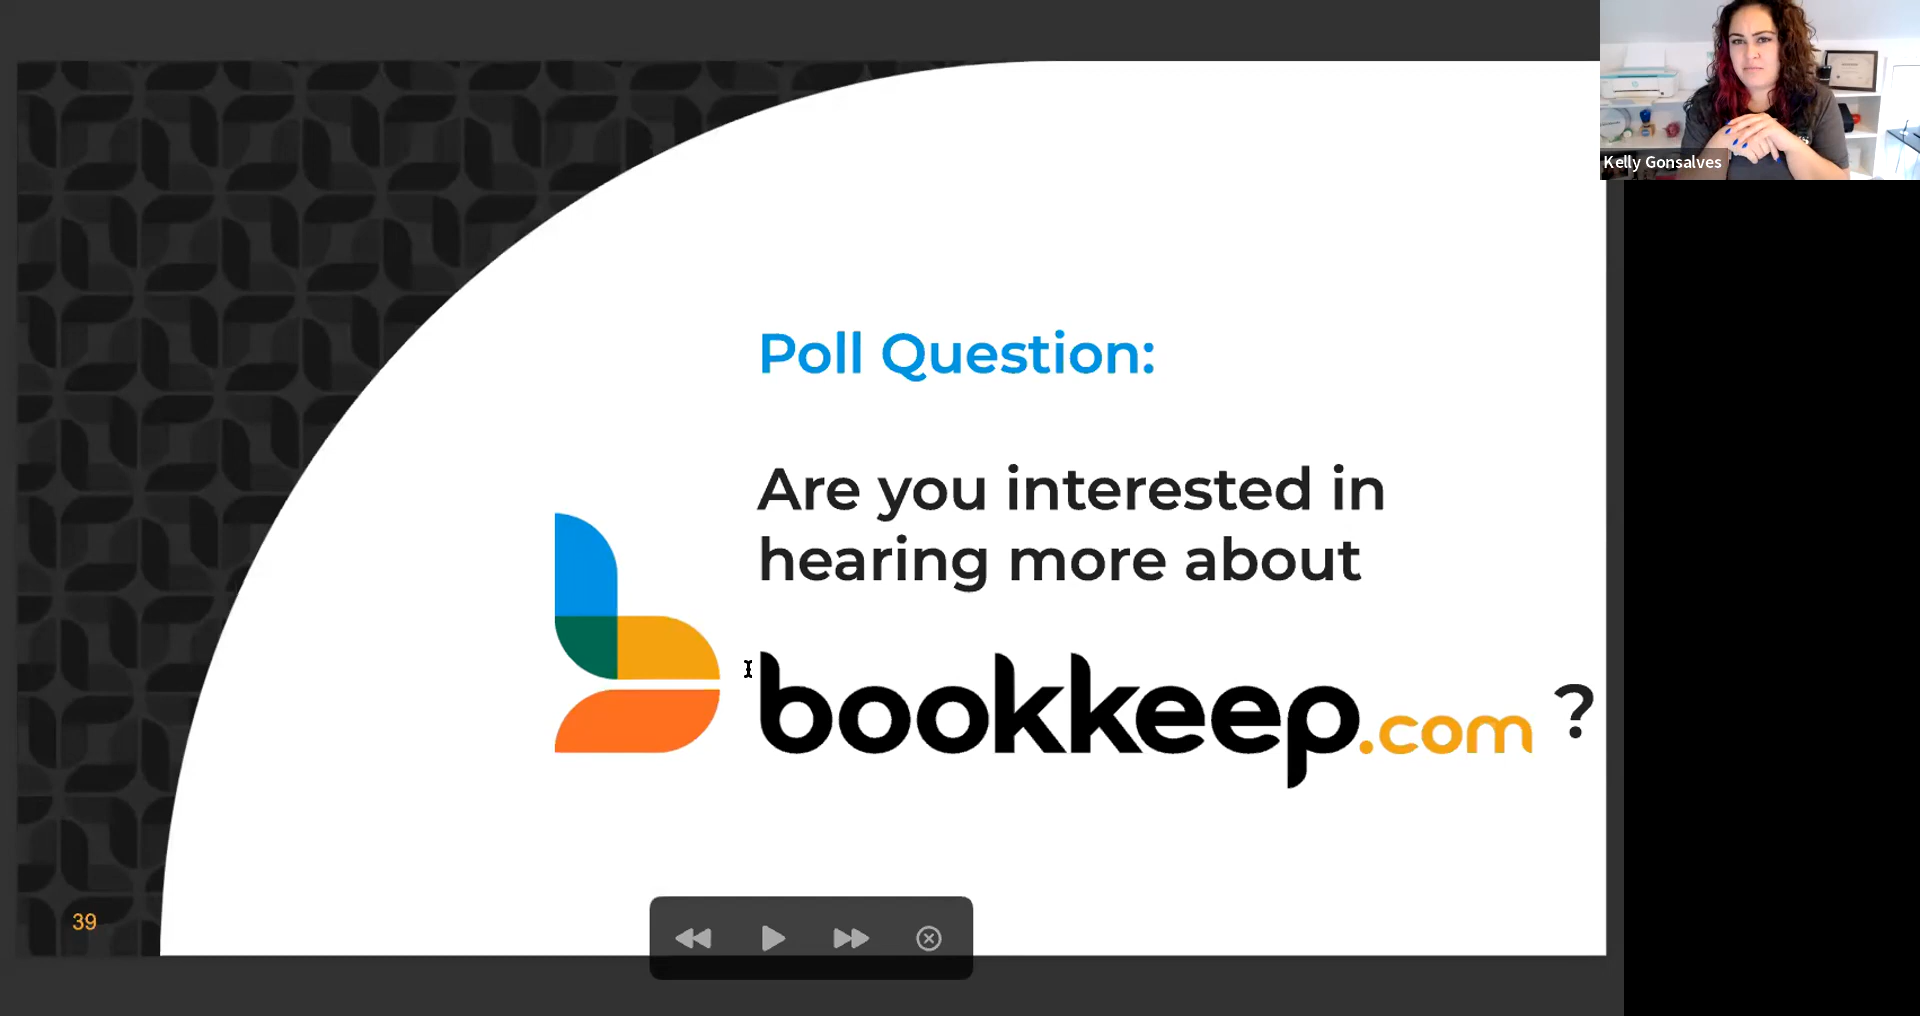 Kelly Gonsalves
Poll Question:
Are you interested in
hearing more about
bookkeep.com ?
39